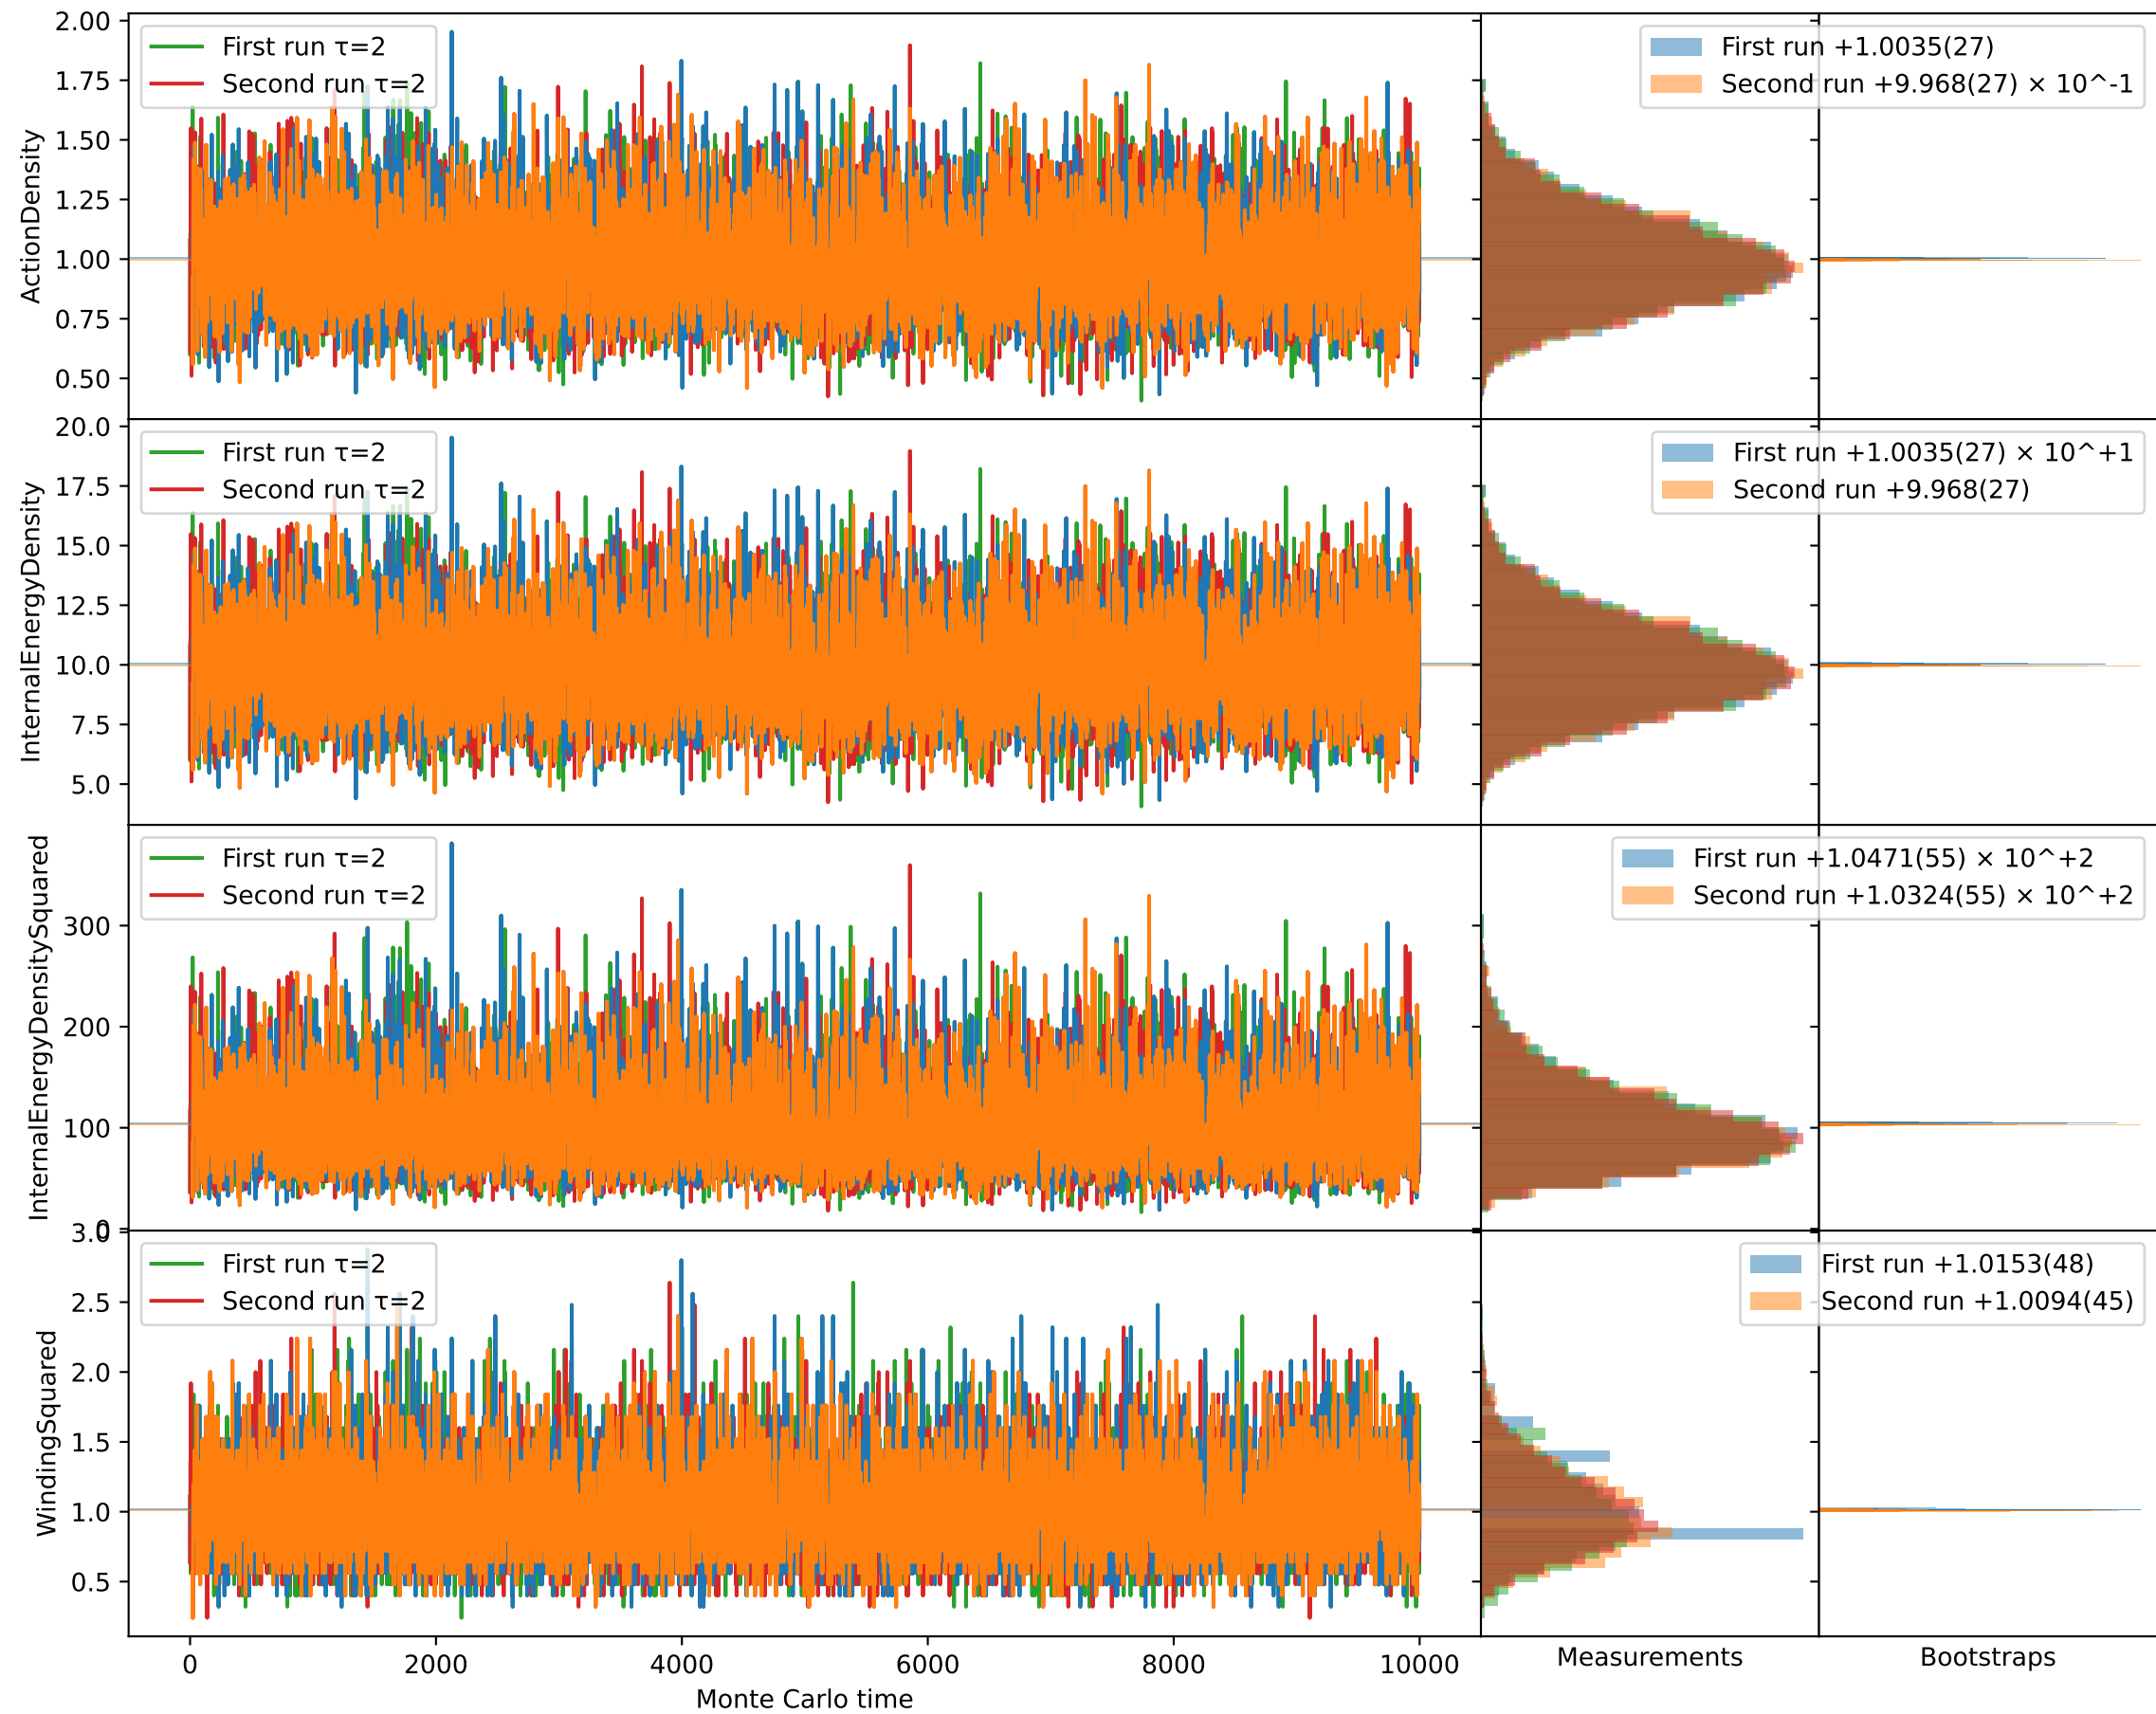 ActionDensity
2.00
1.75
1.50
1.25
1.00
0.75
0.50
First run τ=2
Second run τ=2
First run +1.0035(27)
Second run +9.968(27) × 10^-1
InternalEnergyDensity
20.0
17.5
15.0
12.5
10.0
7.5
5.0
First run τ=2
Second run τ=2
First run +1.0035(27) × 10^+1
Second run +9.968(27)
InternalEnergyDensitySquared
300
200
100
0
First run τ=2
Second run τ=2
First run +1.0471(55) × 10^+2
Second run +1.0324(55) × 10^+2
WindingSquared
3.0
2.5
2.0
1.5
1.0
0.5
First run τ=2
Second run τ=2
First run +1.0153(48)
Second run +1.0094(45)
0 2000 4000 6000 8000 10000
Monte Carlo time
Measurements
Bootstraps